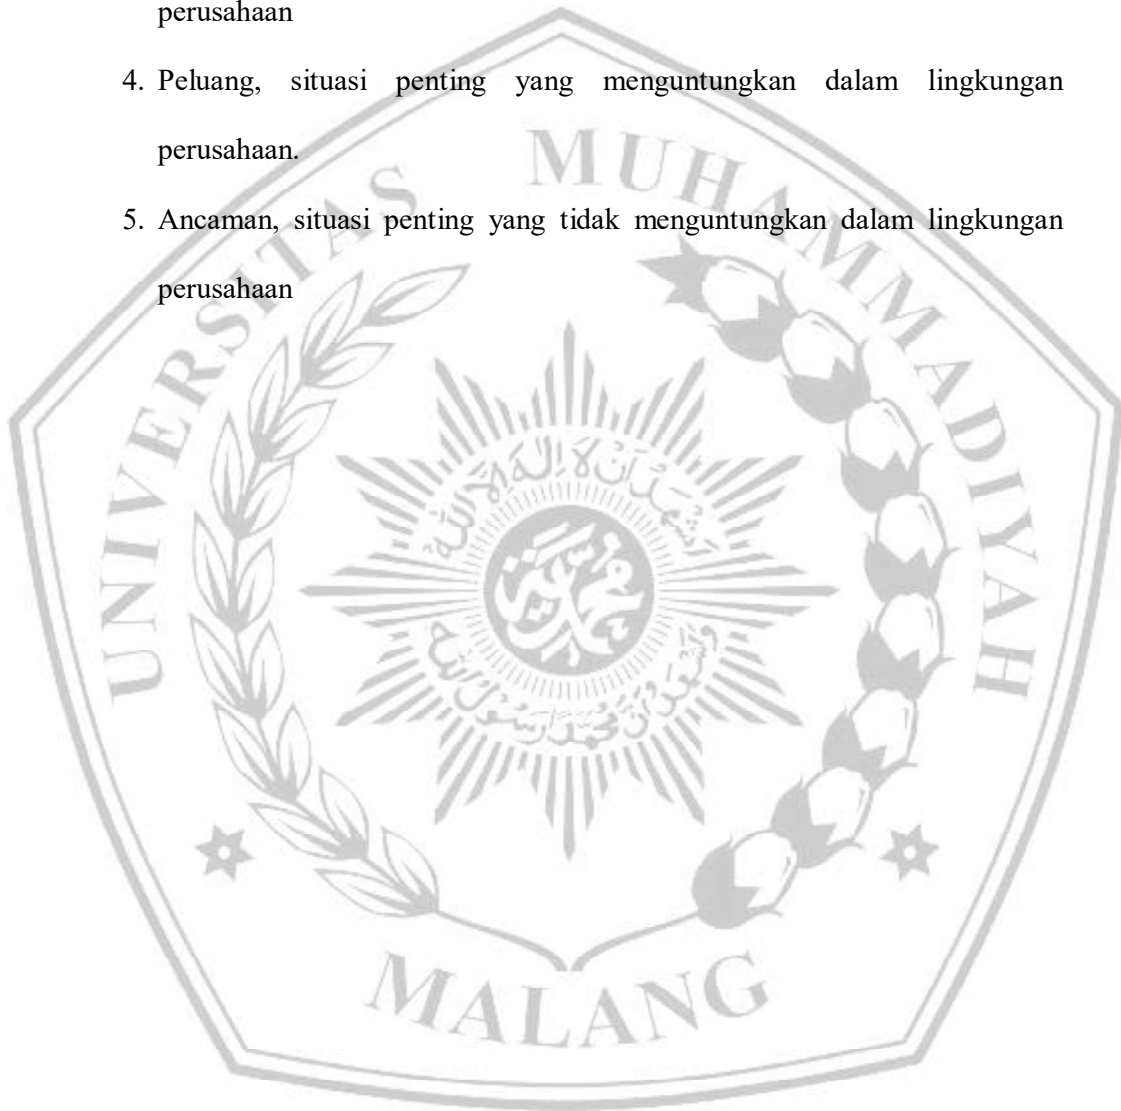 perusahaan
4. Peluang, situasi penting yang menguntungkan dalam lingkungan
perusahaan.
5. Ancaman, situasi penting yang tidak menguntungkan dalam lingkungan
perusahaan
UNIVERSITAS MUHAMMADIYAH
MALANG